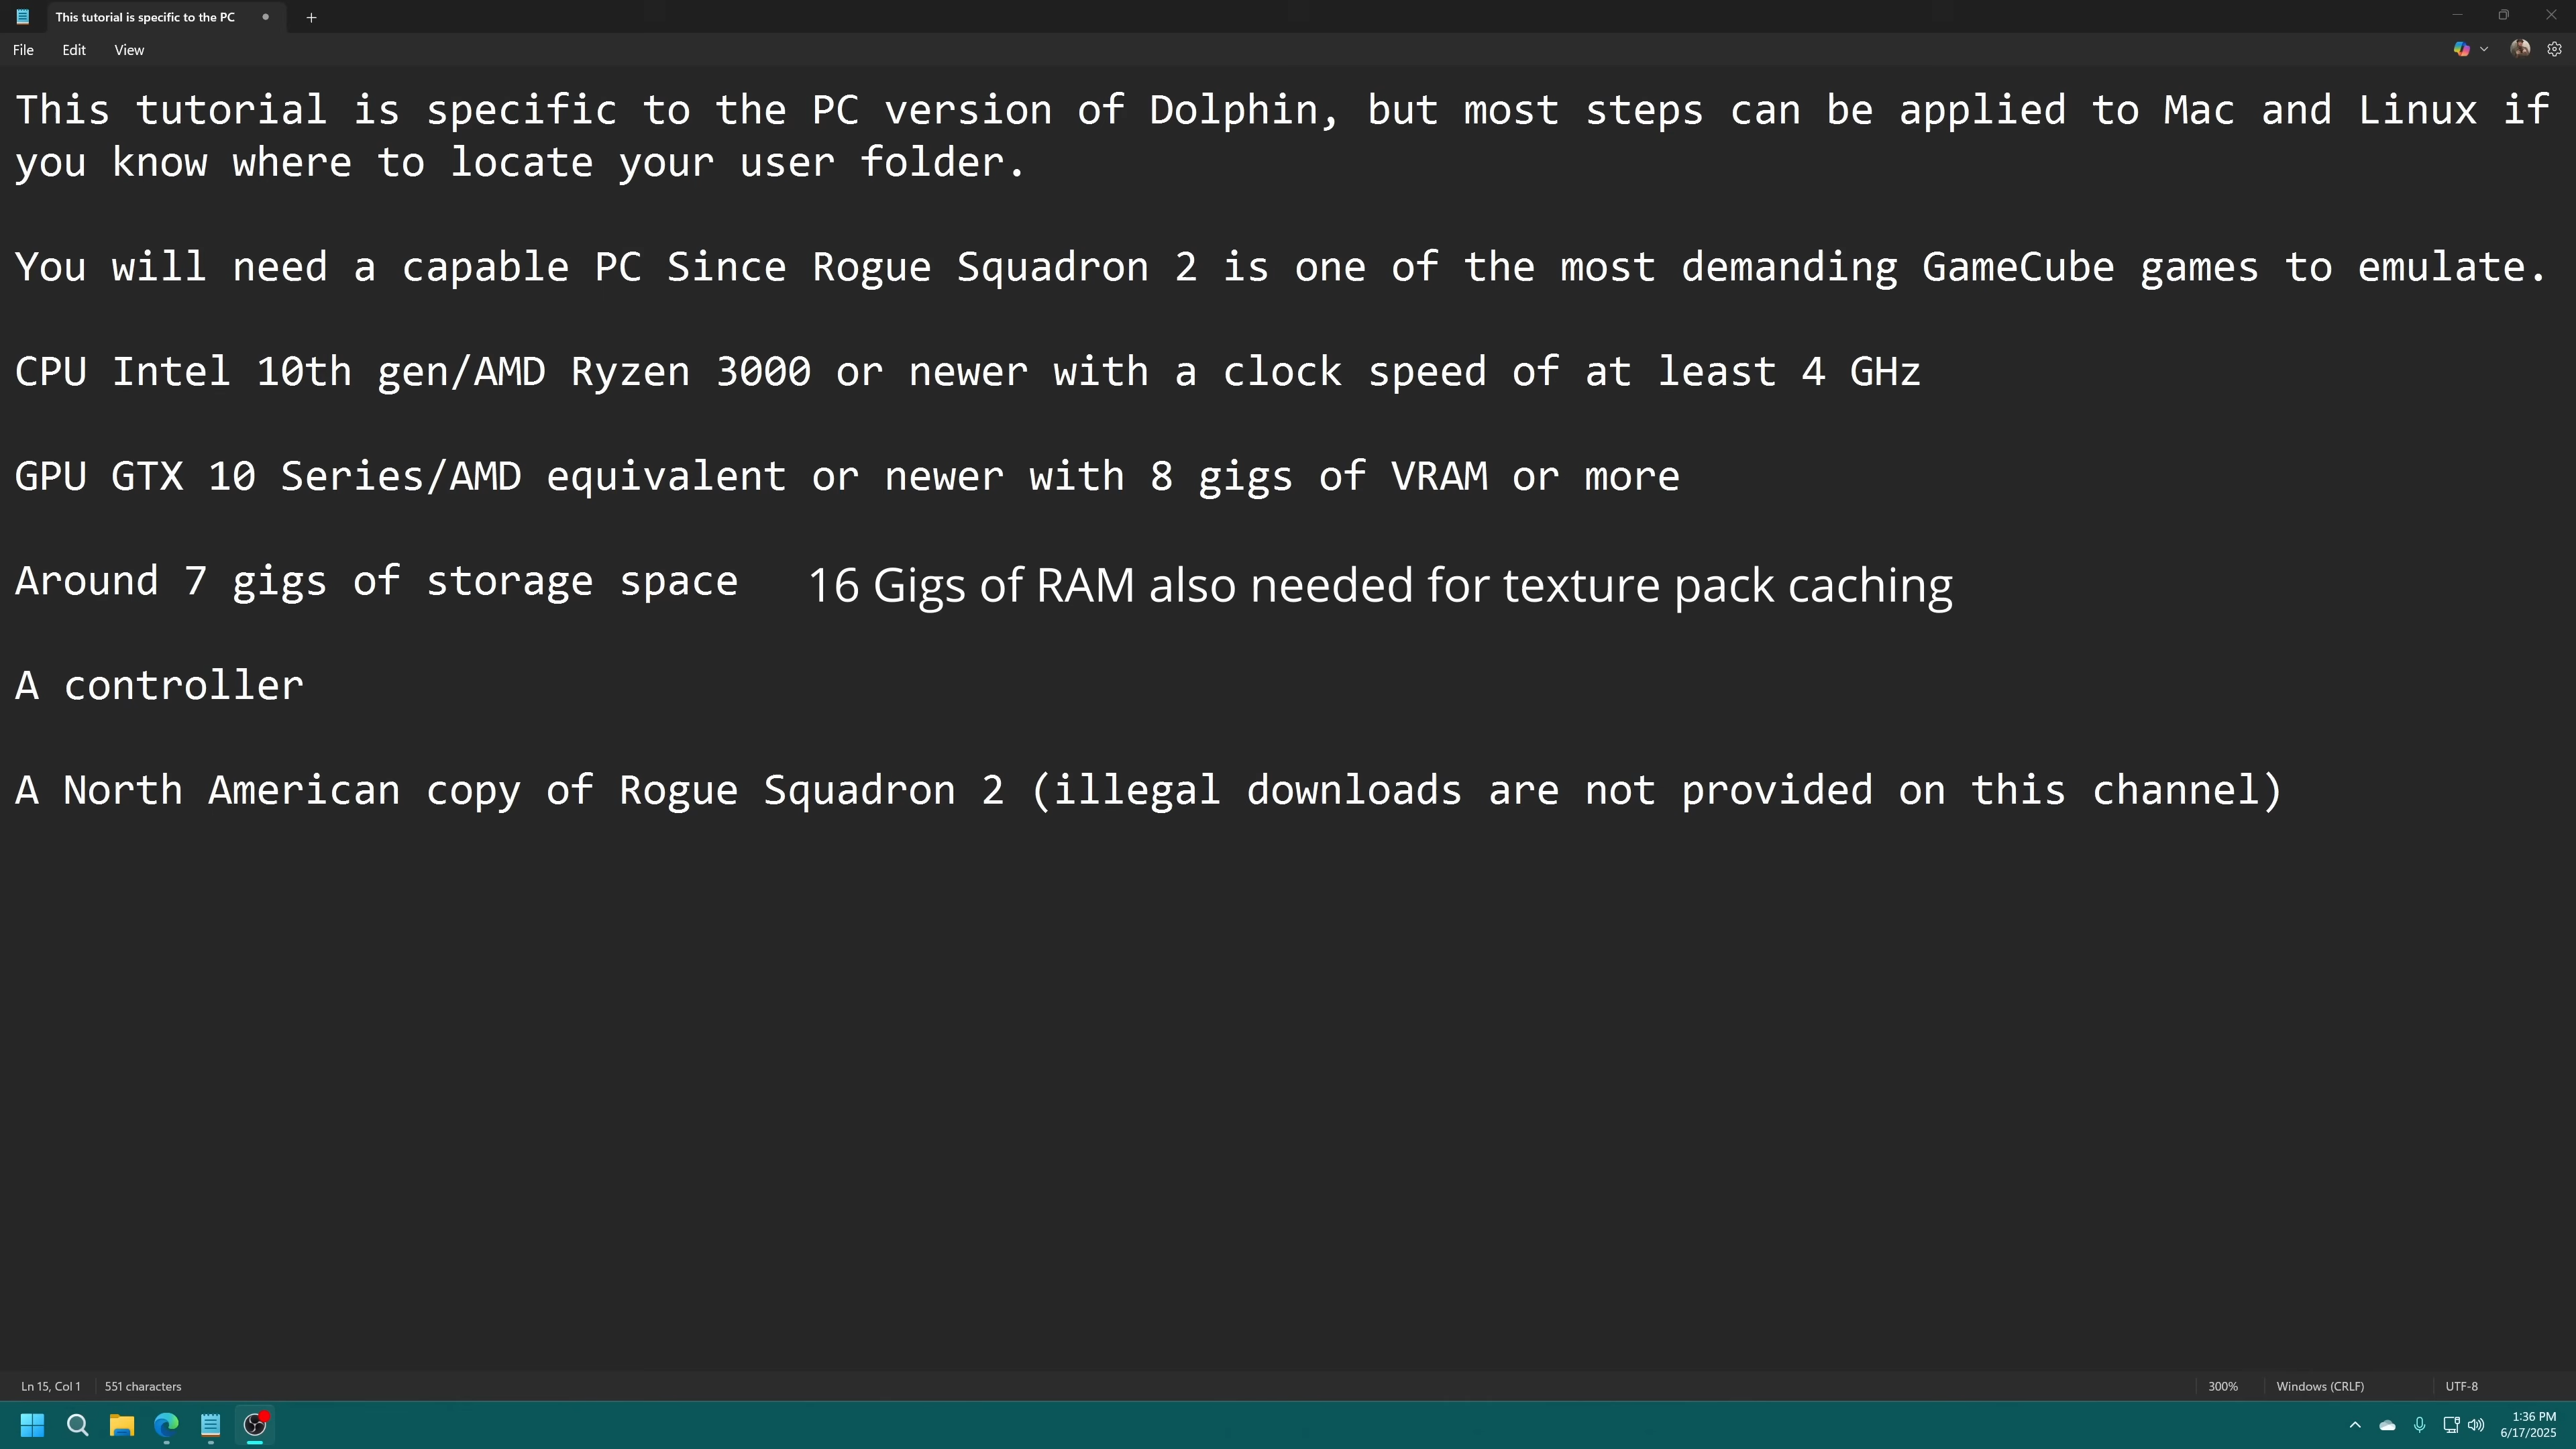 This tutorial is specific to the PC
File Edit View
This tutorial is specific to the PC version of Dolphin, but most steps can be applied to Mac and Linux if
you know where to locate your user folder.
You will need a capable PC Since Rogue Squadron 2 is one of the most demanding GameCube games to emulate.
CPU Intel 10th gen/AMD Ryzen 3000 or newer with a clock speed of at least 4 GHz
GPU GTX 10 Series/AMD equivalent or newer with 8 gigs of VRAM or more
Around 7 gigs of storage space 16 Gigs of RAM also needed for texture pack caching
A controller
A North American copy of Rogue Squadron 2 (illegal downloads are not provided on this channel)
Ln 15, Col 1 551 characters 300% Windows (CRLF) UTF-8
1:36 PM
6/17/2025